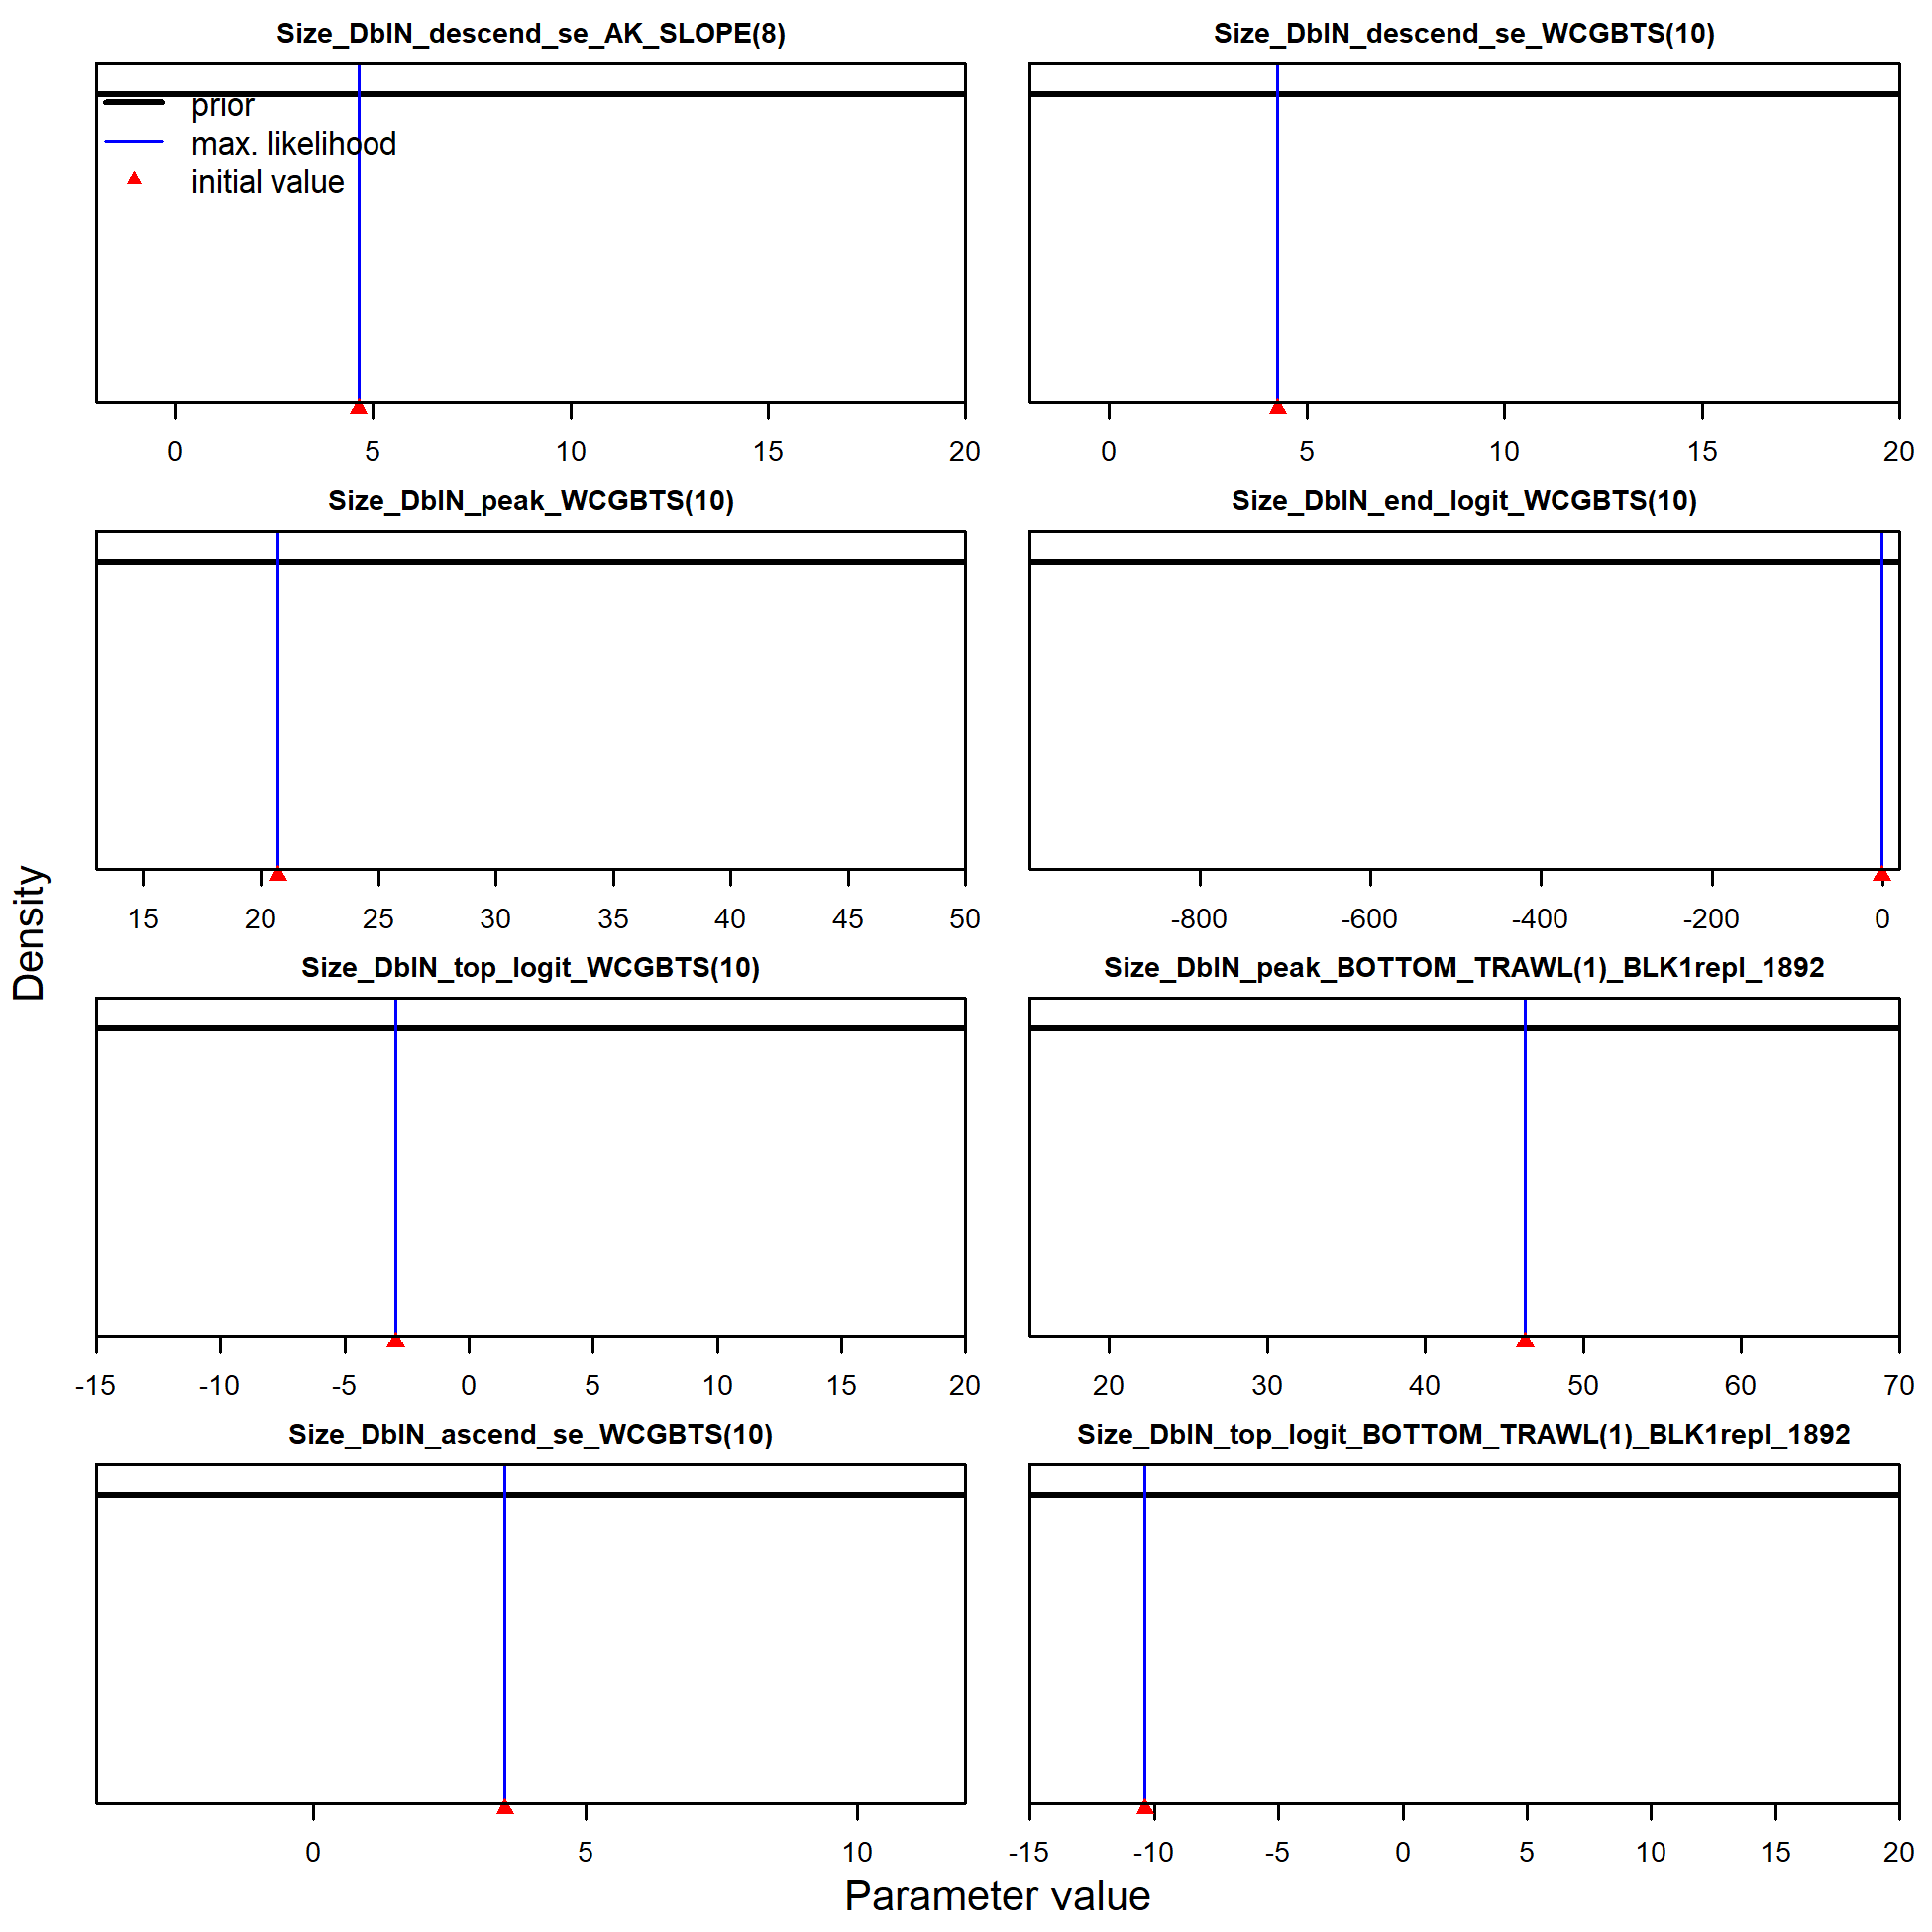 Size_DblN_descend_se_AK_SLOPE(8)
prior
max. likelihood
initial value
0 5 10 15 20
Size_DblN_descend_se_WCGBTS(10)
0 5 10 15 20
Size_DblN_peak_WCGBTS(10)
15 20 25 30 35 40 45 50
Size_DblN_end_logit_WCGBTS(10)
-800 -600 -400 -200 0
Size_DblN_top_logit_WCGBTS(10)
-15 -10 -5 0 5 10 15 20
Size_DblN_peak_BOTTOM_TRAWL(1)_BLK1repl_1892
20 30 40 50 60 70
Size_DblN_ascend_se_WCGBTS(10)
0 5 10
Size_DblN_top_logit_BOTTOM_TRAWL(1)_BLK1repl_1892
-15 -10 -5 0 5 10 15 20
Density
Parameter value